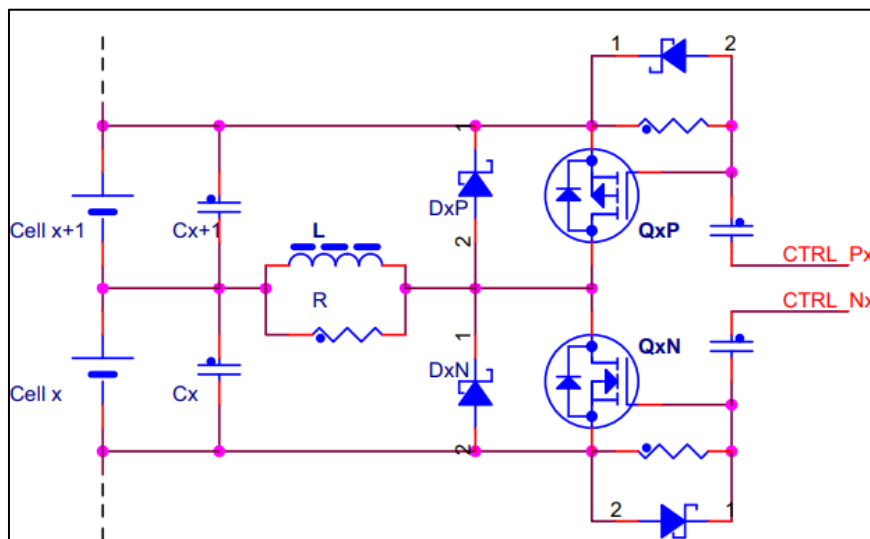 1 2
1
Cell x+1
Cx+1
L
DxP
QxP
2
CTRL_Px
R
CTRL_Nx
1
QxN
Cell x
Cx
DxN
2
2 1